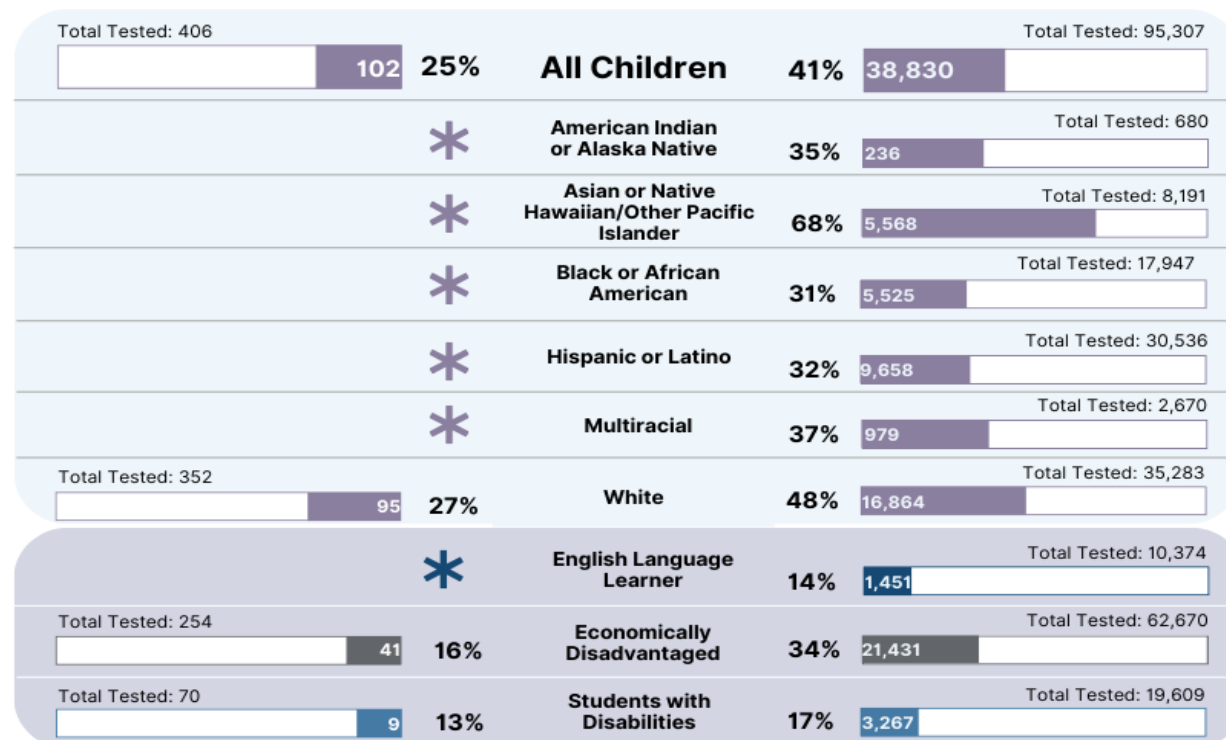 Total Tested: 406
Total Tested: 95,307
102 25% All Children 41% 38,830
American Indian
or Alaska Native
Total Tested: 680
35% 236
Asian or Native
Hawaiian/Other Pacific
Islander
Total Tested: 8,191
68% 5,568
Black or African
American
Total Tested: 17,947
31% 5,525
Hispanic or Latino
Total Tested: 30,536
32% 9,658
Multiracial
Total Tested: 2,670
37% 979
Total Tested: 352
Total Tested: 35,283
95 27% White 48% 16,864
English Language
Learner
Total Tested: 10,374
14% 1,451
Total Tested: 254
Total Tested: 62,670
41 16% Economically
Disadvantaged 34% 21,431
Total Tested: 70
Total Tested: 19,609
9 13% Students with
Disabilities 17% 3,267